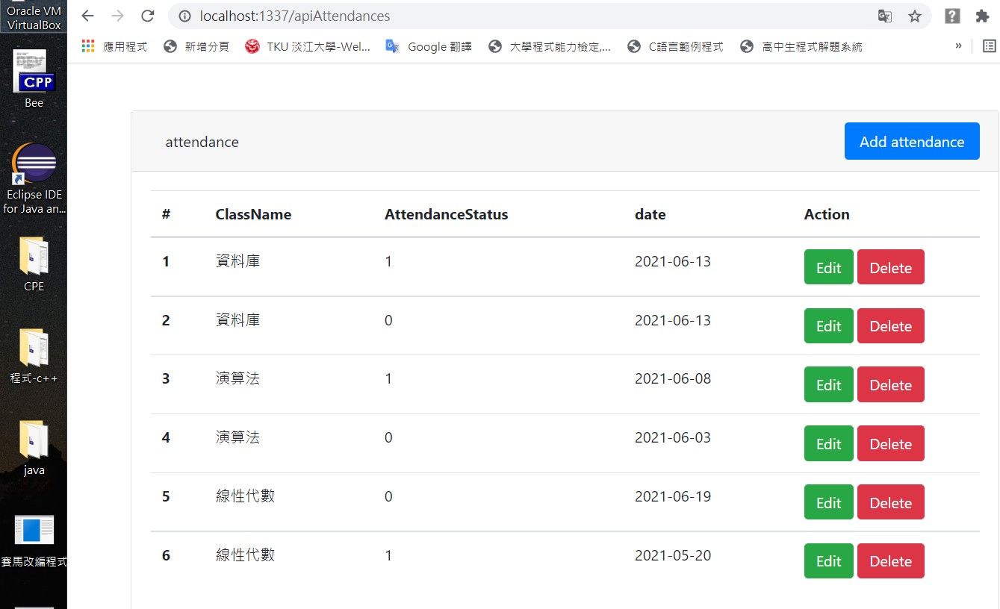 Oracle VM
VirtualBox
DEV
CPP
Bee
Eclipse IDE
for Java an...
CPE
程式-c++
java
賽馬改編程式
localhost:1337/apiAttendances
應用程式 新增分頁 TKU 淡江大學-Wel... Google 翻譯 大學程式能力檢定,... C語言範例程式 高中生程式解題系統 »
attendance Add attendance
# ClassName AttendanceStatus date Action
1 資料庫 1 2021-06-13 Edit Delete
2 資料庫 0 2021-06-13 Edit Delete
3 演算法 1 2021-06-08 Edit Delete
4 演算法 0 2021-06-03 Edit Delete
5 線性代數 0 2021-06-19 Edit Delete
6 線性代數 1 2021-05-20 Edit Delete